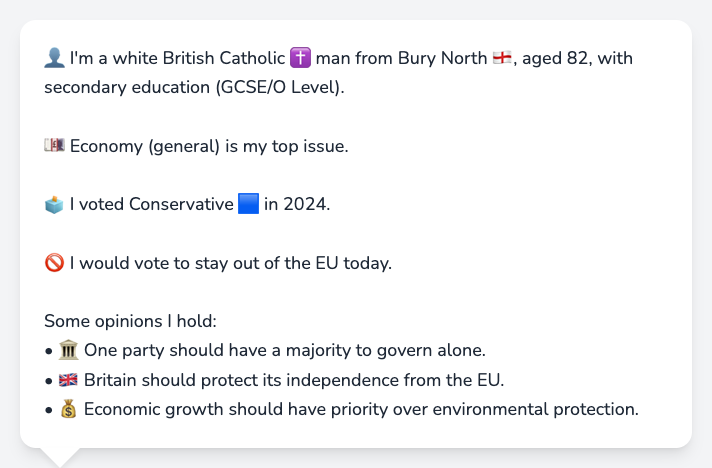 👤 I'm a white British Catholic ✝️ man from Bury North 🏴󠁧󠁢󠁥󠁮󠁧󠁿, aged 82, with
secondary education (GCSE/O Level).
💷 Economy (general) is my top issue.
🗳️ I voted Conservative 🟦 in 2024.
🚫 I would vote to stay out of the EU today.
Some opinions I hold:
• 🏛️ One party should have a majority to govern alone.
• 🇬🇧 Britain should protect its independence from the EU.
• 💰 Economic growth should have priority over environmental protection.